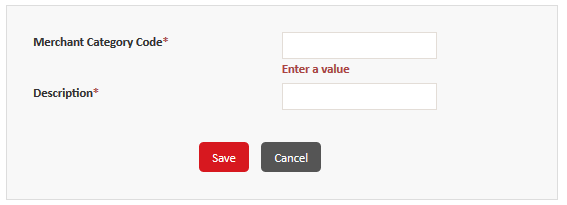 Merchant Category Code*
Enter a value
Description*
Save Cancel